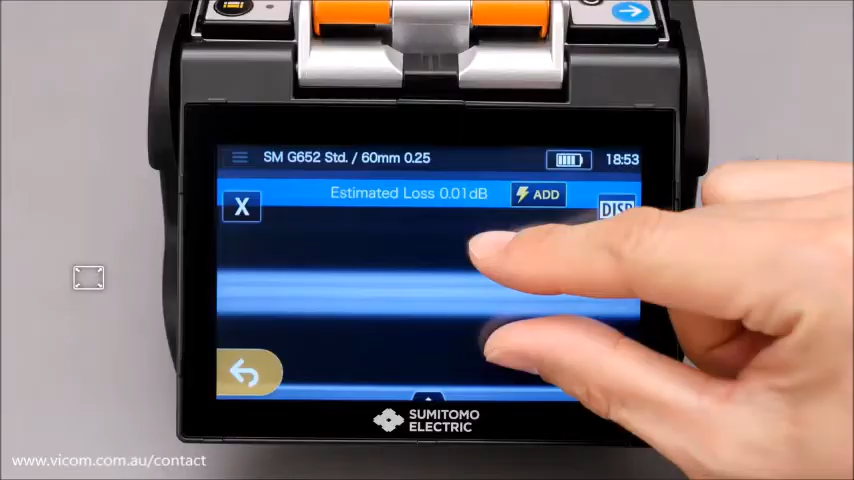 SM G652 Std. / 60mm 0.25
18:53
Estimated Loss 0.01dB
ADD
X
DISP
SUMITOMO
ELECTRIC
www.vicom.com.au/contact